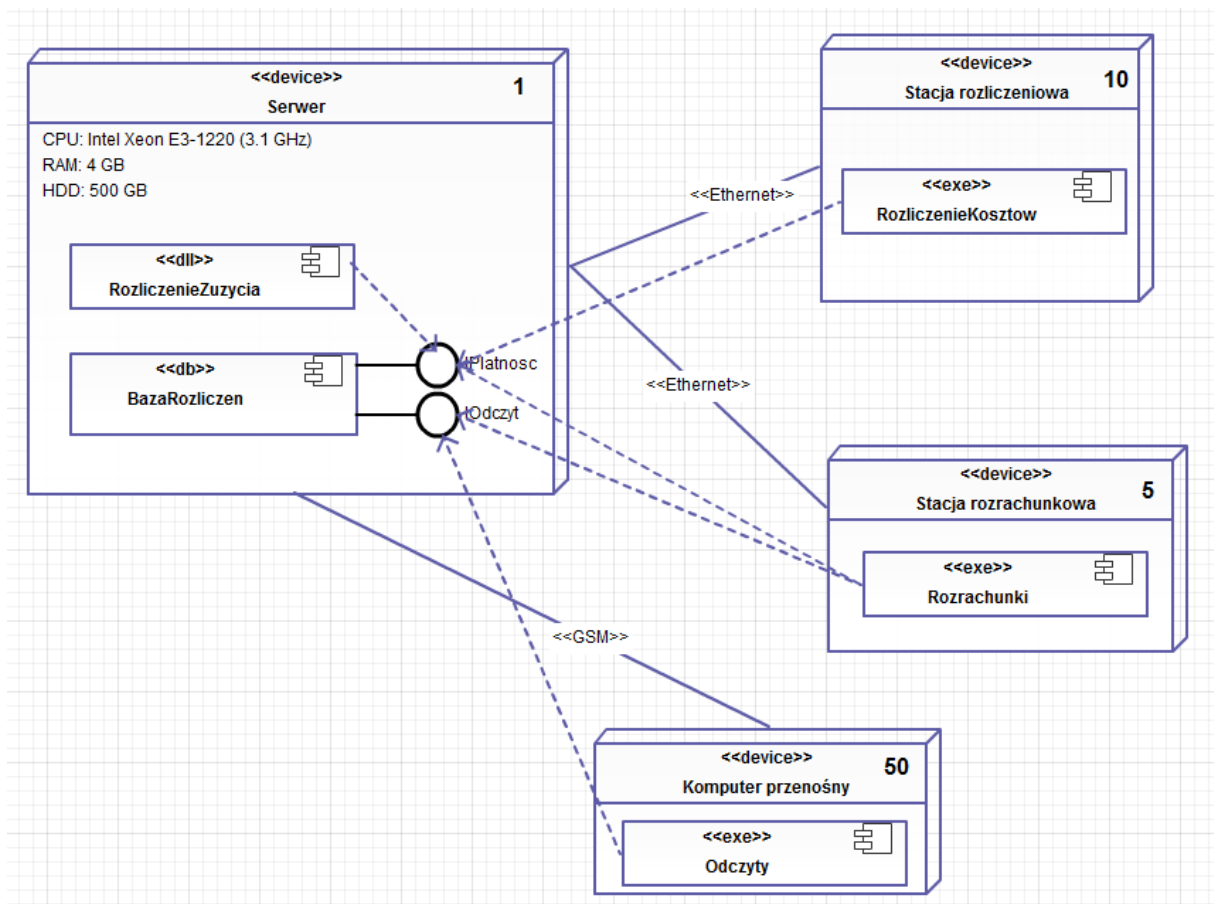 <<device>>
1
Serwer
CPU: Intel Xeon E3-1220 (3.1 GHz)
RAM: 4 GB
HDD: 500 GB
<<dll>>
RozliczenieZuzycia
<<db>>
BazaRozliczen
IPlatnosc
IOdczyt
<<Ethernet>>
<<device>>
10
Stacja rozliczeniowa
<<exe>>
RozliczenieKosztow
<<Ethernet>>
<<device>>
5
Stacja rozrachunkowa
<<exe>>
Rozrachunki
<<GSM>>
<<device>>
50
Komputer przenośny
<<exe>>
Odczyty